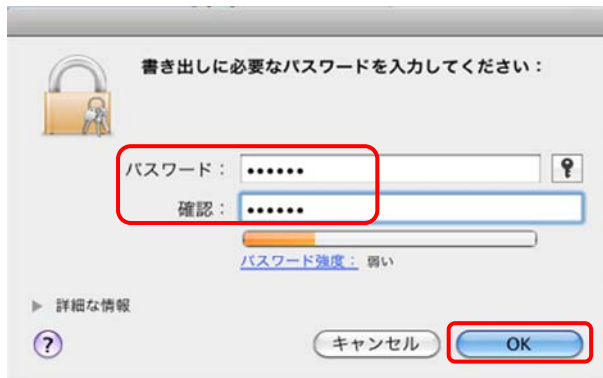 書き出しに必要なパスワードを入力してください：
パスワード： ••••••
確認： ••••••
パスワード強度： 弱い
▶ 詳細な情報
? キャンセル OK